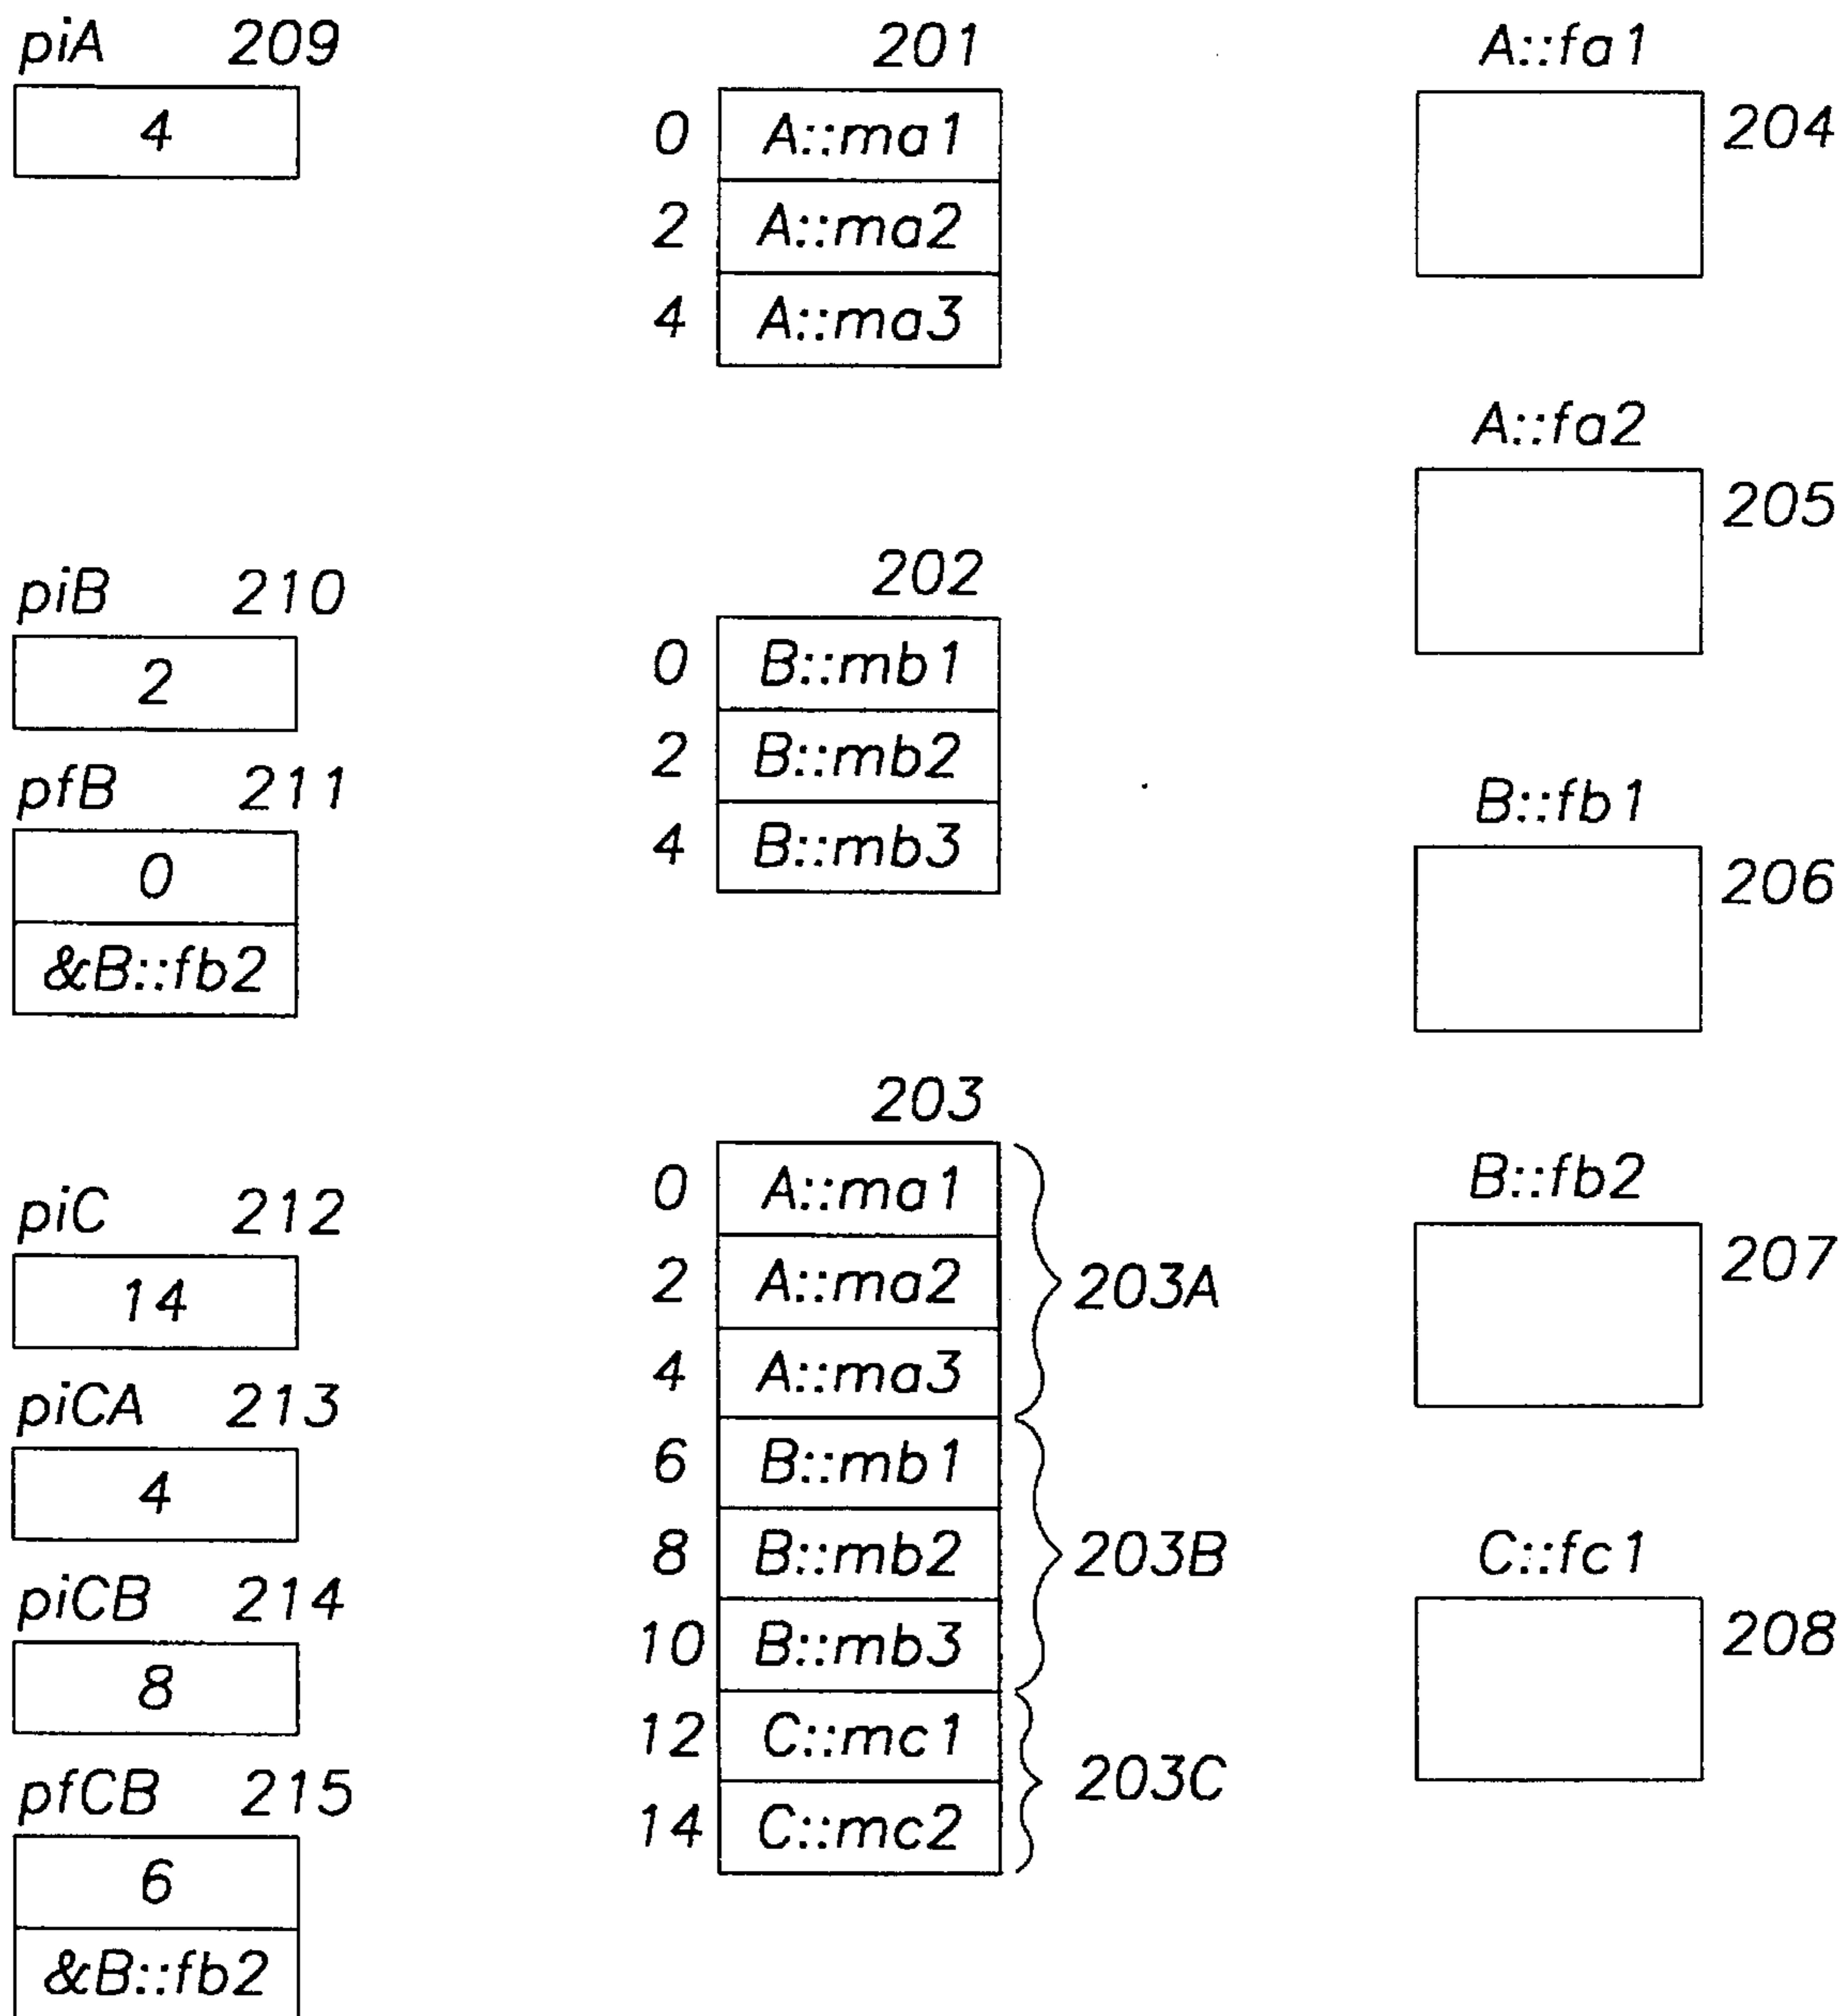 piA 209
4
piB 210
2
pfB 211
0
&B::fb2
piC 212
14
piCA 213
4
piCB 214
8
pfCB 215
6
&B::fb2
201
0 A::ma1
2 A::ma2
4 A::ma3
202
0 B::mb1
2 B::mb2
4 B::mb3
203
0 A::ma1
2 A::ma2
4 A::ma3
203A
6 B::mb1
8 B::mb2
10 B::mb3
203B
12 C::mc1
14 C::mc2
203C
A::fa1
204
A::fa2
205
B::fb1
206
B::fb2
207
C::fc1
208